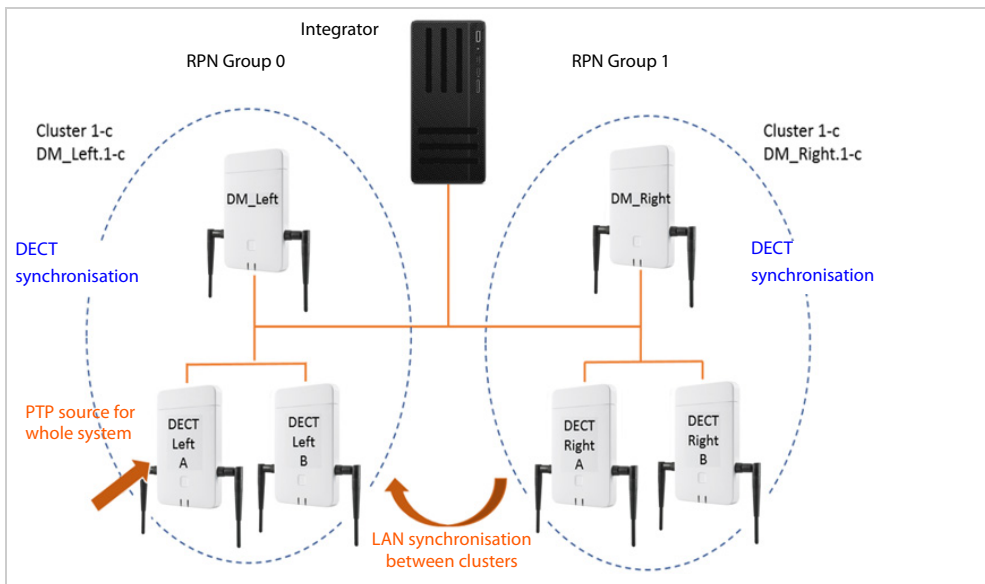 Integrator
RPN Group 0
RPN Group 1
Cluster 1-c
DM_Left.1-c
Cluster 1-c
DM_Right.1-c
DM_Left
DM_Right
DECT
synchronisation
DECT
synchronisation
PTP source for
whole system
DECT
Left
A
DECT
Left
B
DECT
Right
A
DECT
Right
B
LAN synchronisation
between clusters